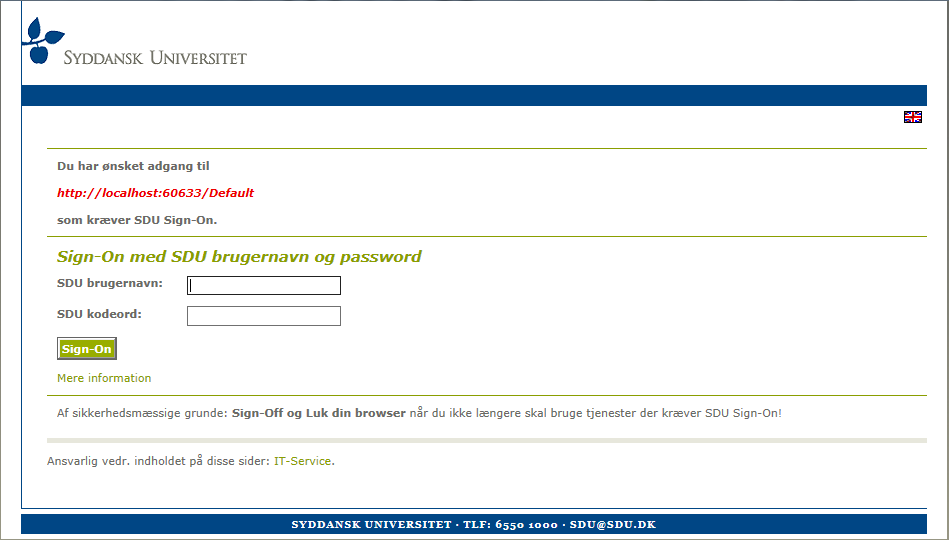 SYDDANSK UNIVERSITET
Du har ønsket adgang til
http://localhost:60633/Default
som kræver SDU Sign-On.
Sign-On med SDU brugernavn og password
SDU brugernavn:
SDU kodeord:
Sign-On
Mere information
Af sikkerhedsmæssige grunde: Sign-Off og Luk din browser når du ikke længere skal bruge tjenester der kræver SDU Sign-On!
Ansvarlig vedr. indholdet på disse sider: IT-Service.
SYDDANSK UNIVERSITET · TLF: 6550 1000 · SDU@SDU.DK